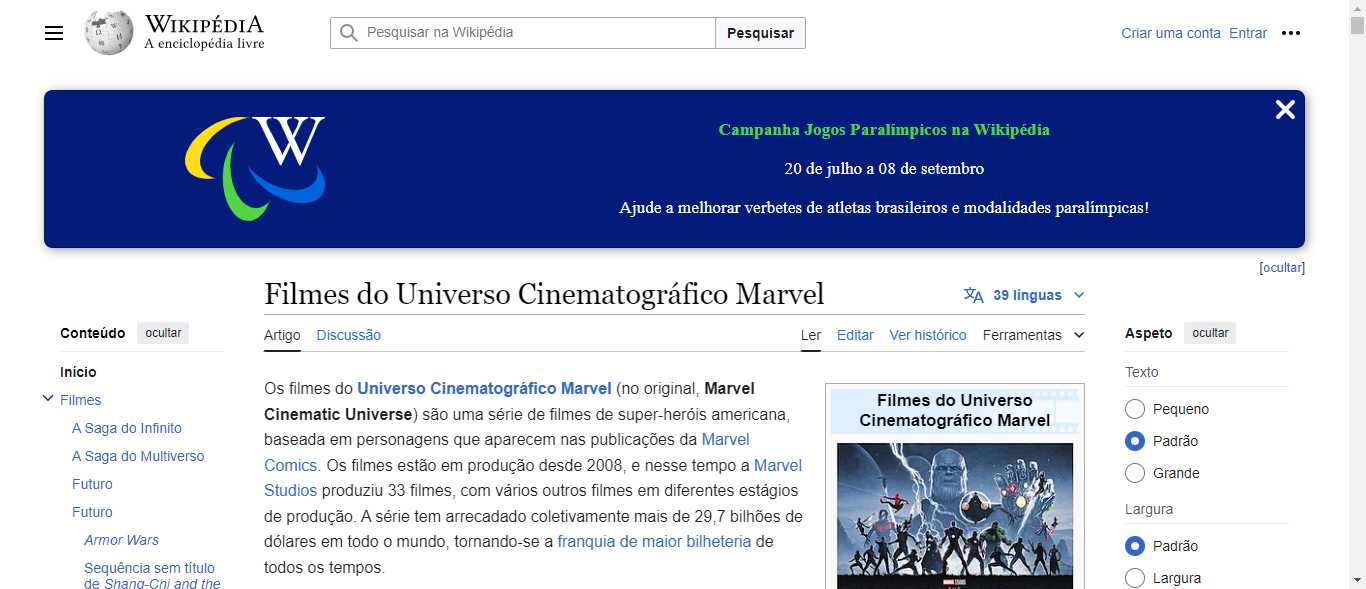 WIKIPÉDIA
A enciclopédia livre
Pesquisar na Wikipédia
Pesquisar
Criar uma conta Entrar
W
Campanha Jogos Paralímpicos na Wikipédia
20 de julho a 08 de setembro
Ajude a melhorar verbetes de atletas brasileiros e modalidades paralímpicas!
[ocultar]
Filmes do Universo Cinematográfico Marvel
39 línguas
Conteúdo ocultar
Início
Filmes
A Saga do Infinito
A Saga do Multiverso
Futuro
Futuro
Armor Wars
Sequência sem título
de Shang-Chi and the
Artigo Discussão
Ler Editar Ver histórico Ferramentas
Os filmes do Universo Cinematográfico Marvel (no original, Marvel
Cinematic Universe) são uma série de filmes de super-heróis americana,
baseada em personagens que aparecem nas publicações da Marvel
Comics. Os filmes estão em produção desde 2008, e nesse tempo a Marvel
Studios produziu 33 filmes, com vários outros filmes em diferentes estágios
de produção. A série tem arrecadado coletivamente mais de 29,7 bilhões de
dólares em todo o mundo, tornando-se a franquia de maior bilheteria de
todos os tempos.
Filmes do Universo
Cinematográfico Marvel
MARVEL STUDIOS
Aspeto ocultar
Texto
Pequeno
Padrão
Grande
Largura
Padrão
Largura